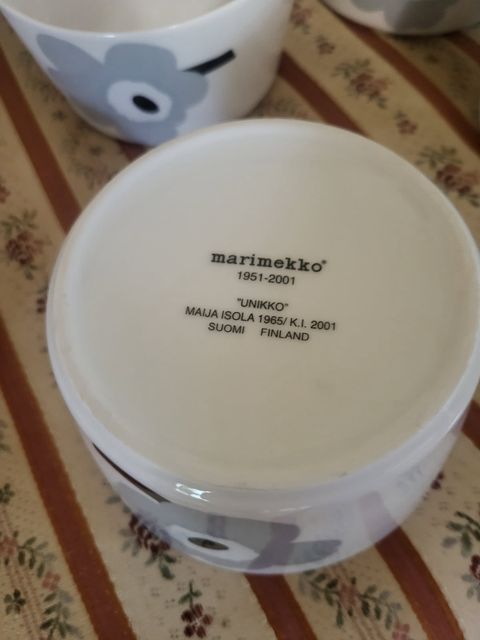 marimekko®
1951-2001
"UNIKKO"
MAIJA ISOLA 1965/ K.I. 2001
SUOMI FINLAND